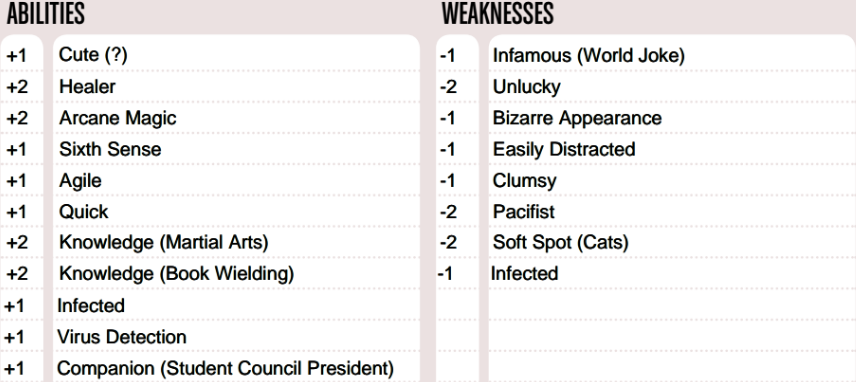 ABILITIES
+1 Cute (?)
+2 Healer
+2 Arcane Magic
+1 Sixth Sense
+1 Agile
+1 Quick
+2 Knowledge (Martial Arts)
+2 Knowledge (Book Wielding)
+1 Infected
+1 Virus Detection
+1 Companion (Student Council President)
WEAKNESSES
-1 Infamous (World Joke)
-2 Unlucky
-1 Bizarre Appearance
-1 Easily Distracted
-1 Clumsy
-2 Pacifist
-2 Soft Spot (Cats)
-1 Infected